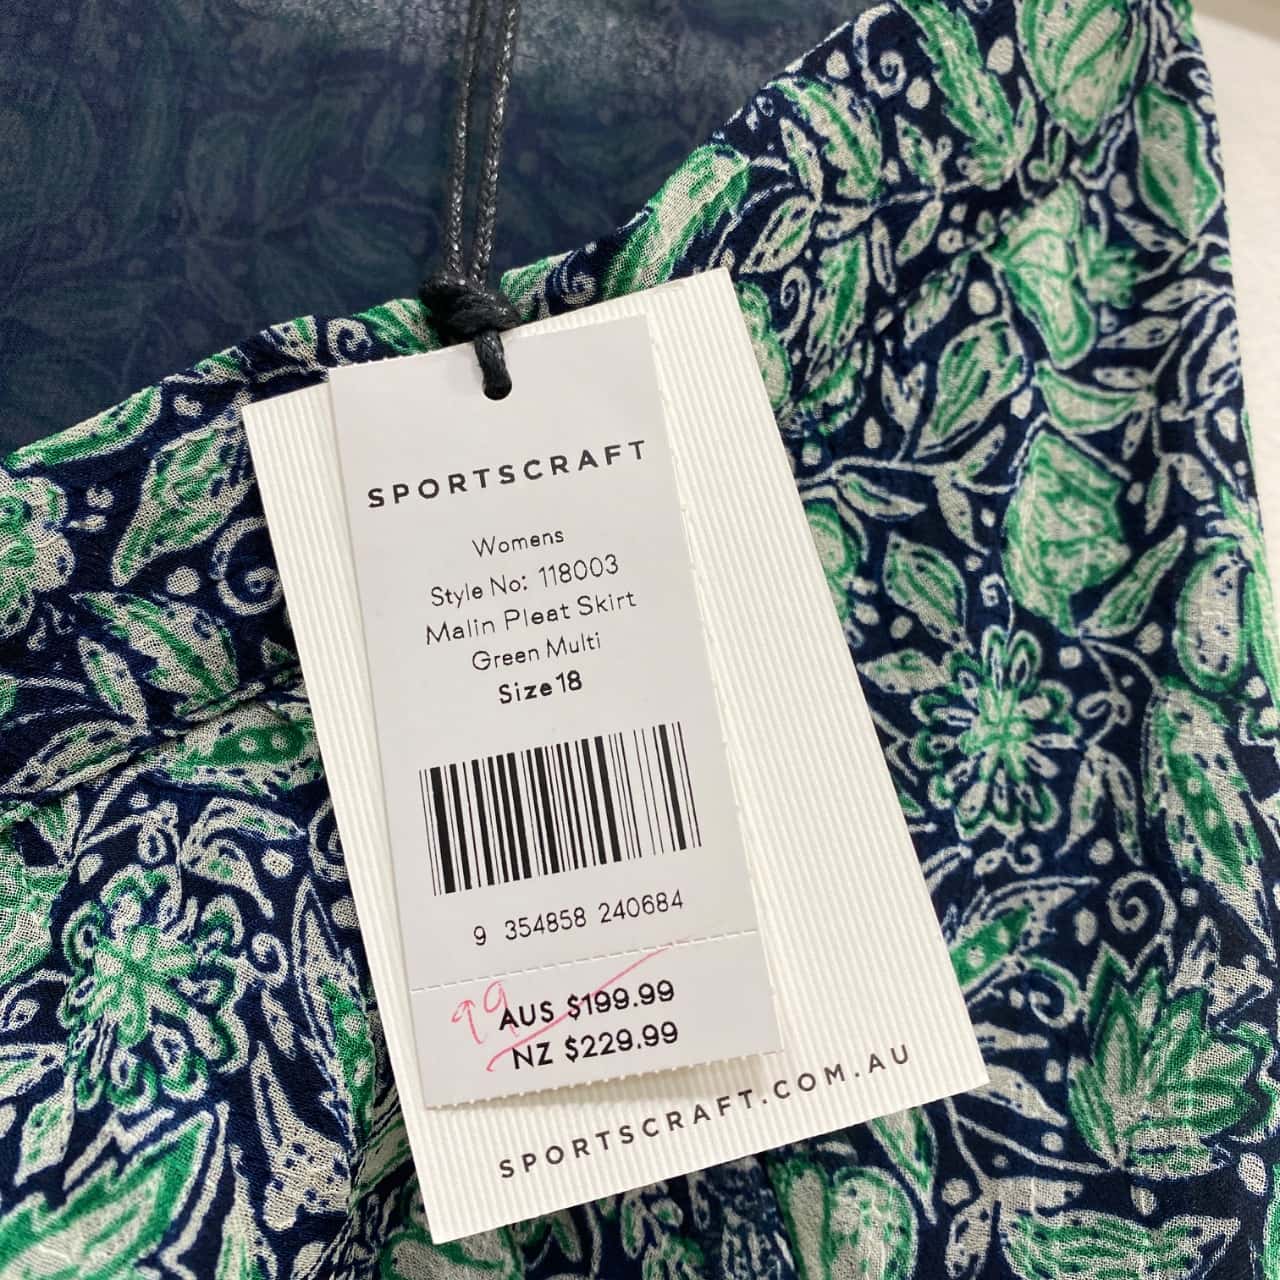 SPORTSCRAFT
Womens
Style No: 118003
Malin Pleat Skirt
Green Multi
Size 18
9 354858 240684
99
AUS $199.99
NZ $229.99
SPORTSCRAFT.COM.AU